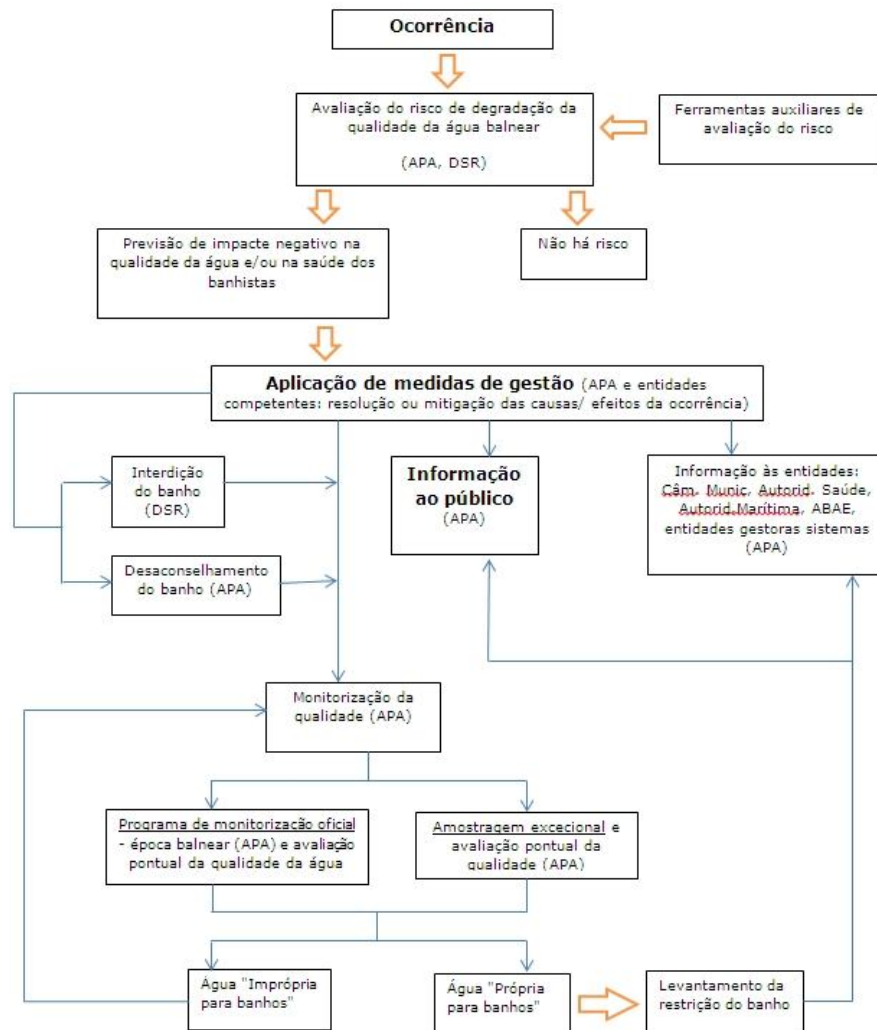 Ocorrência
Avaliação do risco de degradação da
qualidade da água balnear
(APA, DSR)
Ferramentas auxiliares de
avaliação do risco
Previsão de impacte negativo na
qualidade da água e/ou na saúde dos
banhistas
Não há risco
Aplicação de medidas de gestão (APA e entidades
competentes: resolução ou mitigação das causas/ efeitos da ocorrência)
Interdição
do banho
(DSR)
Informação
ao público
(APA)
Informação às entidades:
Câm. Munic, Autorid. Saúde,
Autorid.Marítima, ABAE,
entidades gestoras sistemas
(APA)
Desaconselhamento
do banho (APA)
Monitorização da
qualidade (APA)
Programa de monitorização oficial
- época balnear (APA) e avaliação
pontual da qualidade da água
Amostragem excecional e
avaliação pontual da
qualidade (APA)
Água "Imprópria
para banhos"
Água "Própria
para banhos"
Levantamento da
restrição do banho